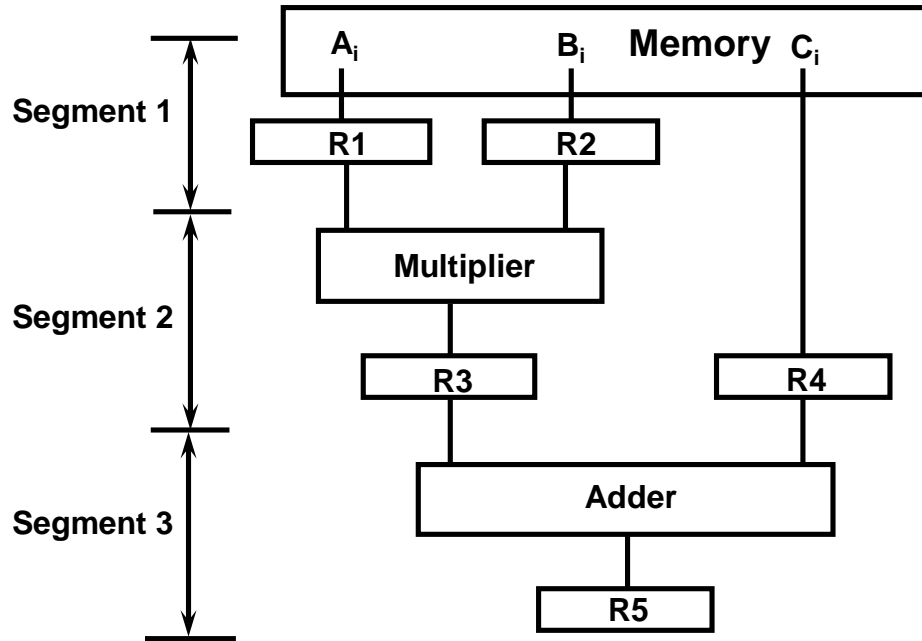 Ai Bi Memory Ci
Segment 1
R1 R2
Multiplier
Segment 2
R3 R4
Adder
Segment 3
R5